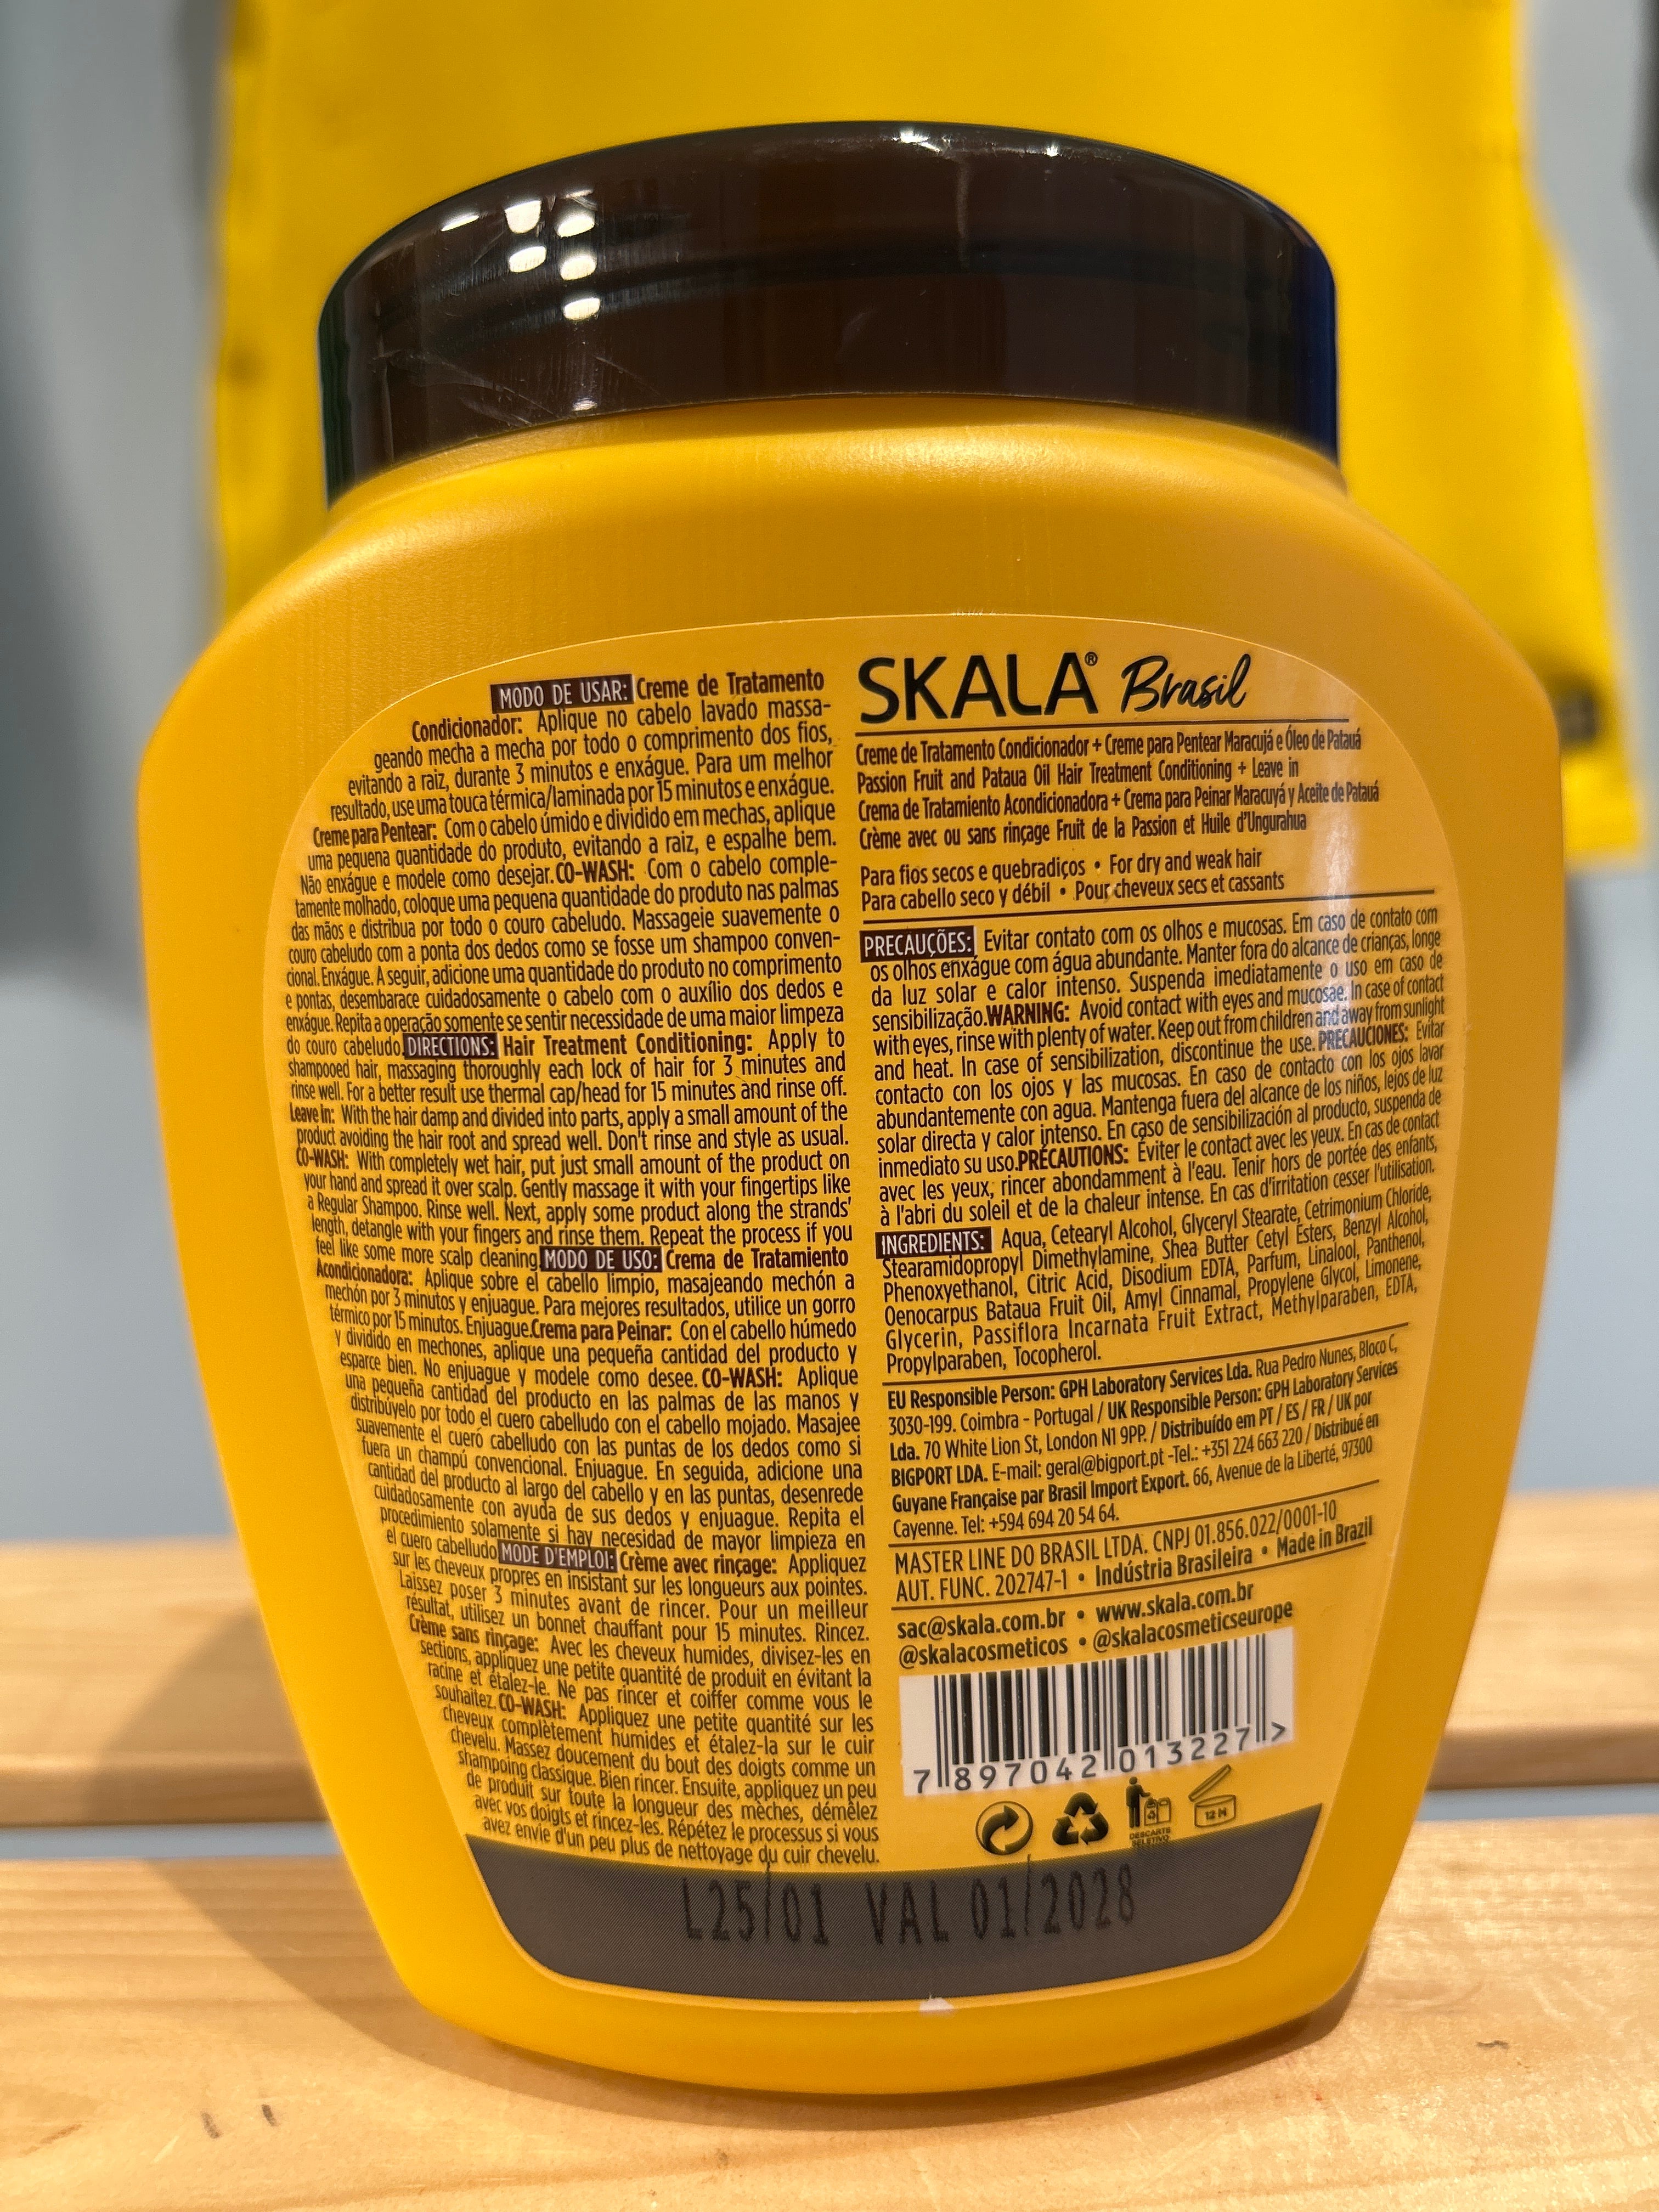 MODO DE USAR: Creme de Tratamento
Condicionador: Aplique no cabelo lavado massa-
geando mecha a mecha por todo o comprimento dos fios,
evitando a raiz, durante 3 minutos e enxágue. Para um melhor
resultado, use uma touca térmica/laminada por 15 minutos e enxágue.
Creme para Pentear: Com o cabelo úmido e dividido em mechas, aplique
uma pequena quantidade do produto, evitando a raiz, e espalhe bem.
Não enxágue e modele como desejar. CO-WASH: Com o cabelo comple-
tamente molhado, coloque uma pequena quantidade do produto nas palmas
das mãos e distribua por todo o couro cabeludo. Massageie suavemente o
couro cabeludo com a ponta dos dedos como se fosse um shampoo conven-
cional. Enxágue. A seguir, adicione uma quantidade do produto no comprimento
e pontas, desembarace cuidadosamente o cabelo com o auxílio dos dedos e
enxágue. Repita a operação somente se sentir necessidade de uma maior limpeza
do couro cabeludo. DIRECTIONS: Hair Treatment Conditioning: Apply to
shampooed hair, massaging thoroughly each lock of hair for 3 minutes and
rinse well. For a better result use thermal cap/head for 15 minutes and rinse off.
Leave in: With the hair damp and divided into parts, apply a small amount of the
product avoiding the hair root and spread well. Don't rinse and style as usual.
CO-WASH: With completely wet hair, put just small amount of the product on
your hand and spread it over scalp. Gently massage it with your fingertips like
a Regular Shampoo. Rinse well. Next, apply some product along the strands'
length, detangle with your fingers and rinse them. Repeat the process if you
feel like some more scalp cleaning. MODO DE USO: Crema de Tratamiento
Acondicionadora: Aplique sobre el cabello limpio, masajeando mechón a
mechón por 3 minutos y enjuague. Para mejores resultados, utilice un gorro
térmico por 15 minutos. Enjuague. Crema para Peinar: Con el cabello húmedo
y dividido en mechones, aplique una pequeña cantidad del producto y
esparce bien. No enjuague y modele como desee. CO-WASH: Aplique
una pequeña cantidad del producto en las palmas de las manos y
distribúyelo por todo el cuero cabelludo con el cabello mojado. Masajee
suavemente el cuero cabelludo con las puntas de los dedos como si
fuera un champú convencional. Enjuague. En seguida, adicione una
cantidad del producto al largo del cabello y en las puntas, desenrede
cuidadosamente con ayuda de sus dedos y enjuague. Repita el
procedimiento solamente si hay necesidad de mayor limpieza en
el cuero cabelludo. MODE D'EMPLOI: Crème avec rinçage: Appliquez
sur les cheveux propres en insistant sur les longueurs aux pointes.
Laissez poser 3 minutes avant de rincer. Pour un meilleur
résultat, utilisez un bonnet chauffant pour 15 minutes. Rincez.
Crème sans rinçage: Avec les cheveux humides, divisez-les en
sections, appliquez une petite quantité de produit en évitant la
racine et étalez-le. Ne pas rincer et coiffer comme vous le
souhaitez. CO-WASH: Appliquez une petite quantité sur les
cheveux complètement humides et étalez-la sur le cuir
chevelu. Massez doucement du bout des doigts comme un
shampoing classique. Bien rincer. Ensuite, appliquez un peu
de produit sur toute la longueur des mèches, démêlez
avec vos doigts et rincez-les. Répétez le processus si vous
avez envie d'un peu plus de nettoyage du cuir chevelu.
SKALA® Brasil
Creme de Tratamento Condicionador + Creme para Pentear Maracujá e Óleo de Patauá
Passion Fruit and Pataua Oil Hair Treatment Conditioning + Leave in
Crema de Tratamiento Acondicionadora + Crema para Peinar Maracuyá y Aceite de Patauá
Crème avec ou sans rinçage Fruit de la Passion et Huile d'Ungurahua
Para fios secos e quebradiços • For dry and weak hair
Para cabello seco y débil • Pour cheveux secs et cassants
PRECAUÇÕES: Evitar contato com os olhos e mucosas. Em caso de contato com
os olhos enxágue com água abundante. Manter fora do alcance de crianças, longe
da luz solar e calor intenso. Suspenda imediatamente o uso em caso de
sensibilização. WARNING: Avoid contact with eyes and mucosae. In case of contact
with eyes, rinse with plenty of water. Keep out from children and away from sunlight
and heat. In case of sensibilization, discontinue the use. PRECAUCIONES: Evitar
contacto con los ojos y las mucosas. En caso de contacto con los ojos lavar
abundantemente con agua. Mantenga fuera del alcance de los niños, lejos de luz
solar directa y calor intenso. En caso de sensibilización al producto, suspenda de
inmediato su uso. PRÉCAUTIONS: Éviter le contact avec les yeux. En cas de contact
avec les yeux, rincer abondamment à l'eau. Tenir hors de portée des enfants,
à l'abri du soleil et de la chaleur intense. En cas d'irritation cesser l'utilisation.
INGREDIENTS: Aqua, Cetearyl Alcohol, Glyceryl Stearate, Cetrimonium Chloride,
Stearamidopropyl Dimethylamine, Shea Butter Cetyl Esters, Benzyl Alcohol,
Phenoxyethanol, Citric Acid, Disodium EDTA, Parfum, Linalool, Panthenol,
Oenocarpus Bataua Fruit Oil, Amyl Cinnamal, Propylene Glycol, Limonene,
Glycerin, Passiflora Incarnata Fruit Extract, Methylparaben, EDTA,
Propylparaben, Tocopherol.
EU Responsible Person: GPH Laboratory Services Lda. Rua Pedro Nunes, Bloco C,
3030-199. Coimbra - Portugal / UK Responsible Person: GPH Laboratory Services
Lda. 70 White Lion St, London N1 9PP. / Distribuído em PT / ES / FR / UK por
BIGPORT LDA. E-mail: geral@bigport.pt -Tel.: +351 224 663 220 / Distribué en
Guyane Française par Brasil Import Export. 66, Avenue de la Liberté, 97300
Cayenne. Tel: +594 694 20 54 64.
MASTER LINE DO BRASIL LTDA. CNPJ 01.856.022/0001-10
AUT. FUNC. 202747-1 • Indústria Brasileira • Made in Brazil
sac@skala.com.br • www.skala.com.br
@skalacosmeticos • @skalacosmeticseurope
7 897042 013227 >
DESCARTE
SELETIVO
12 M
L25/01 VAL 01/2028